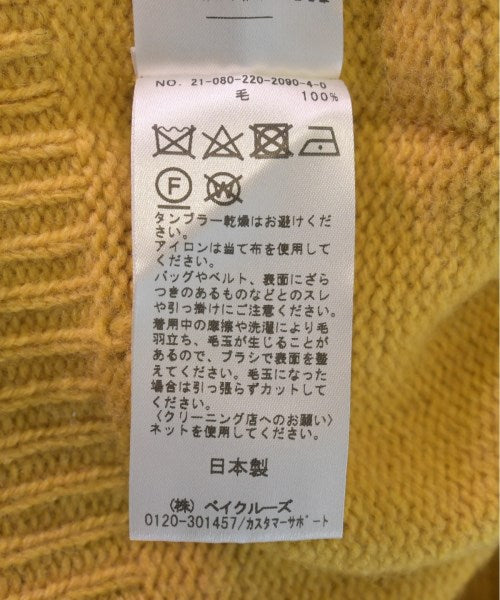 NO. 21-080-220-2090-4-0
毛 100%
F W
タンブラー乾燥はお避けくだ
さい。
アイロンは当て布を使用して
ください。
バッグやベルト、表面にざら
つきのあるものなどとのスレ
や引っ掛けにご注意ください。
着用中の摩擦や洗濯により毛
羽立ち、毛玉が生じることが
あるので、ブラシで表面を整
えてください。毛玉になった
場合は引っ張らずカットして
ください。
〈クリーニング店へのお願い〉
ネットを使用してください。
日本製
(株) ベイクルーズ
0120-301457/カスタマーサポート